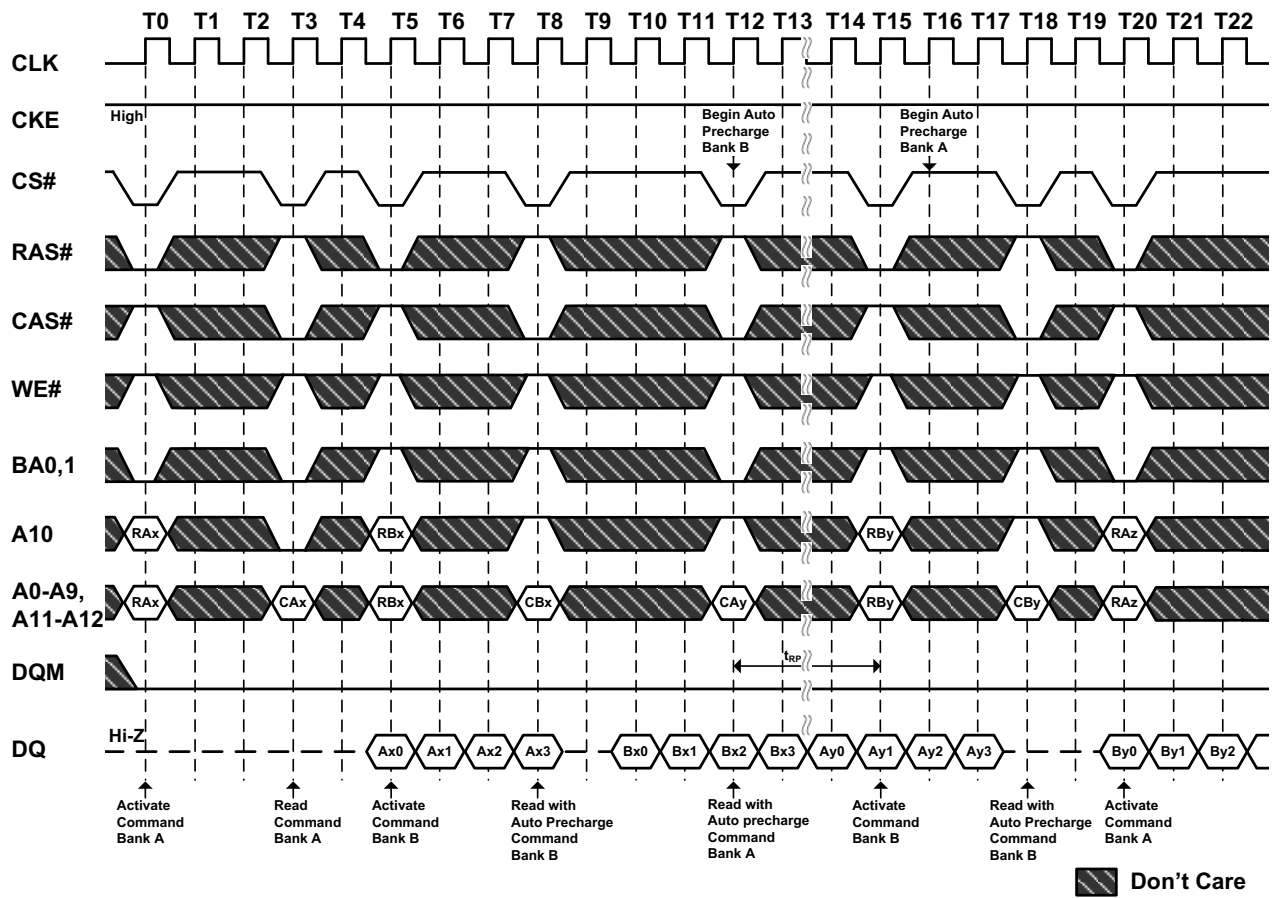 T0 T1 T2 T3 T4 T5 T6 T7 T8 T9 T10 T11 T12 T13 T14 T15 T16 T17 T18 T19 T20 T21 T22
CLK
CKE
High
Begin Auto
Precharge
Bank B
Begin Auto
Precharge
Bank A
CS#
RAS#
CAS#
WE#
BA0,1
A10
RAx RBx RBy RAz
A0-A9,
A11-A12
RAx CAx RBx CBx CAy RBy CBy RAz
DQM
tRP
DQ
Hi-Z
Ax0 Ax1 Ax2 Ax3 Bx0 Bx1 Bx2 Bx3 Ay0 Ay1 Ay2 Ay3 By0 By1 By2
Activate
Command
Bank A
Read
Command
Bank A
Activate
Command
Bank B
Read with
Auto Precharge
Command
Bank B
Read with
Auto precharge
Command
Bank A
Activate
Command
Bank B
Read with
Auto Precharge
Command
Bank B
Activate
Command
Bank A
Don't Care